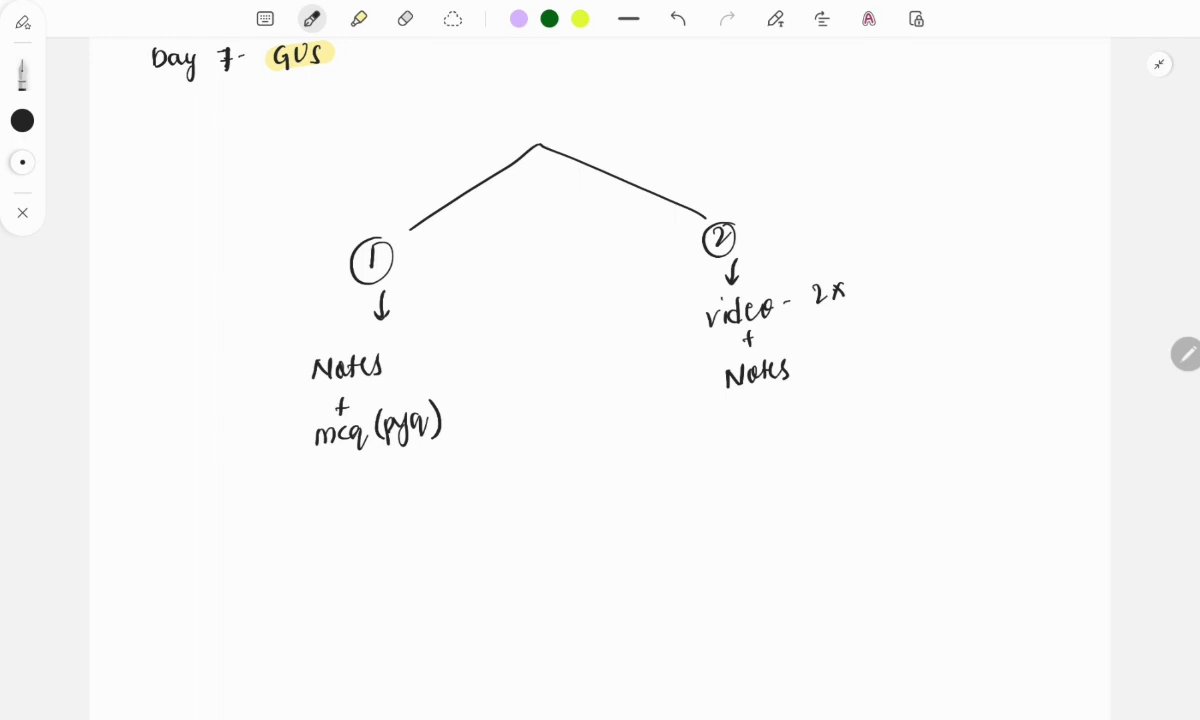 Day 7- GUS
1
2
Notes
+
mcq (pyq)
video - 2x
+
Notes